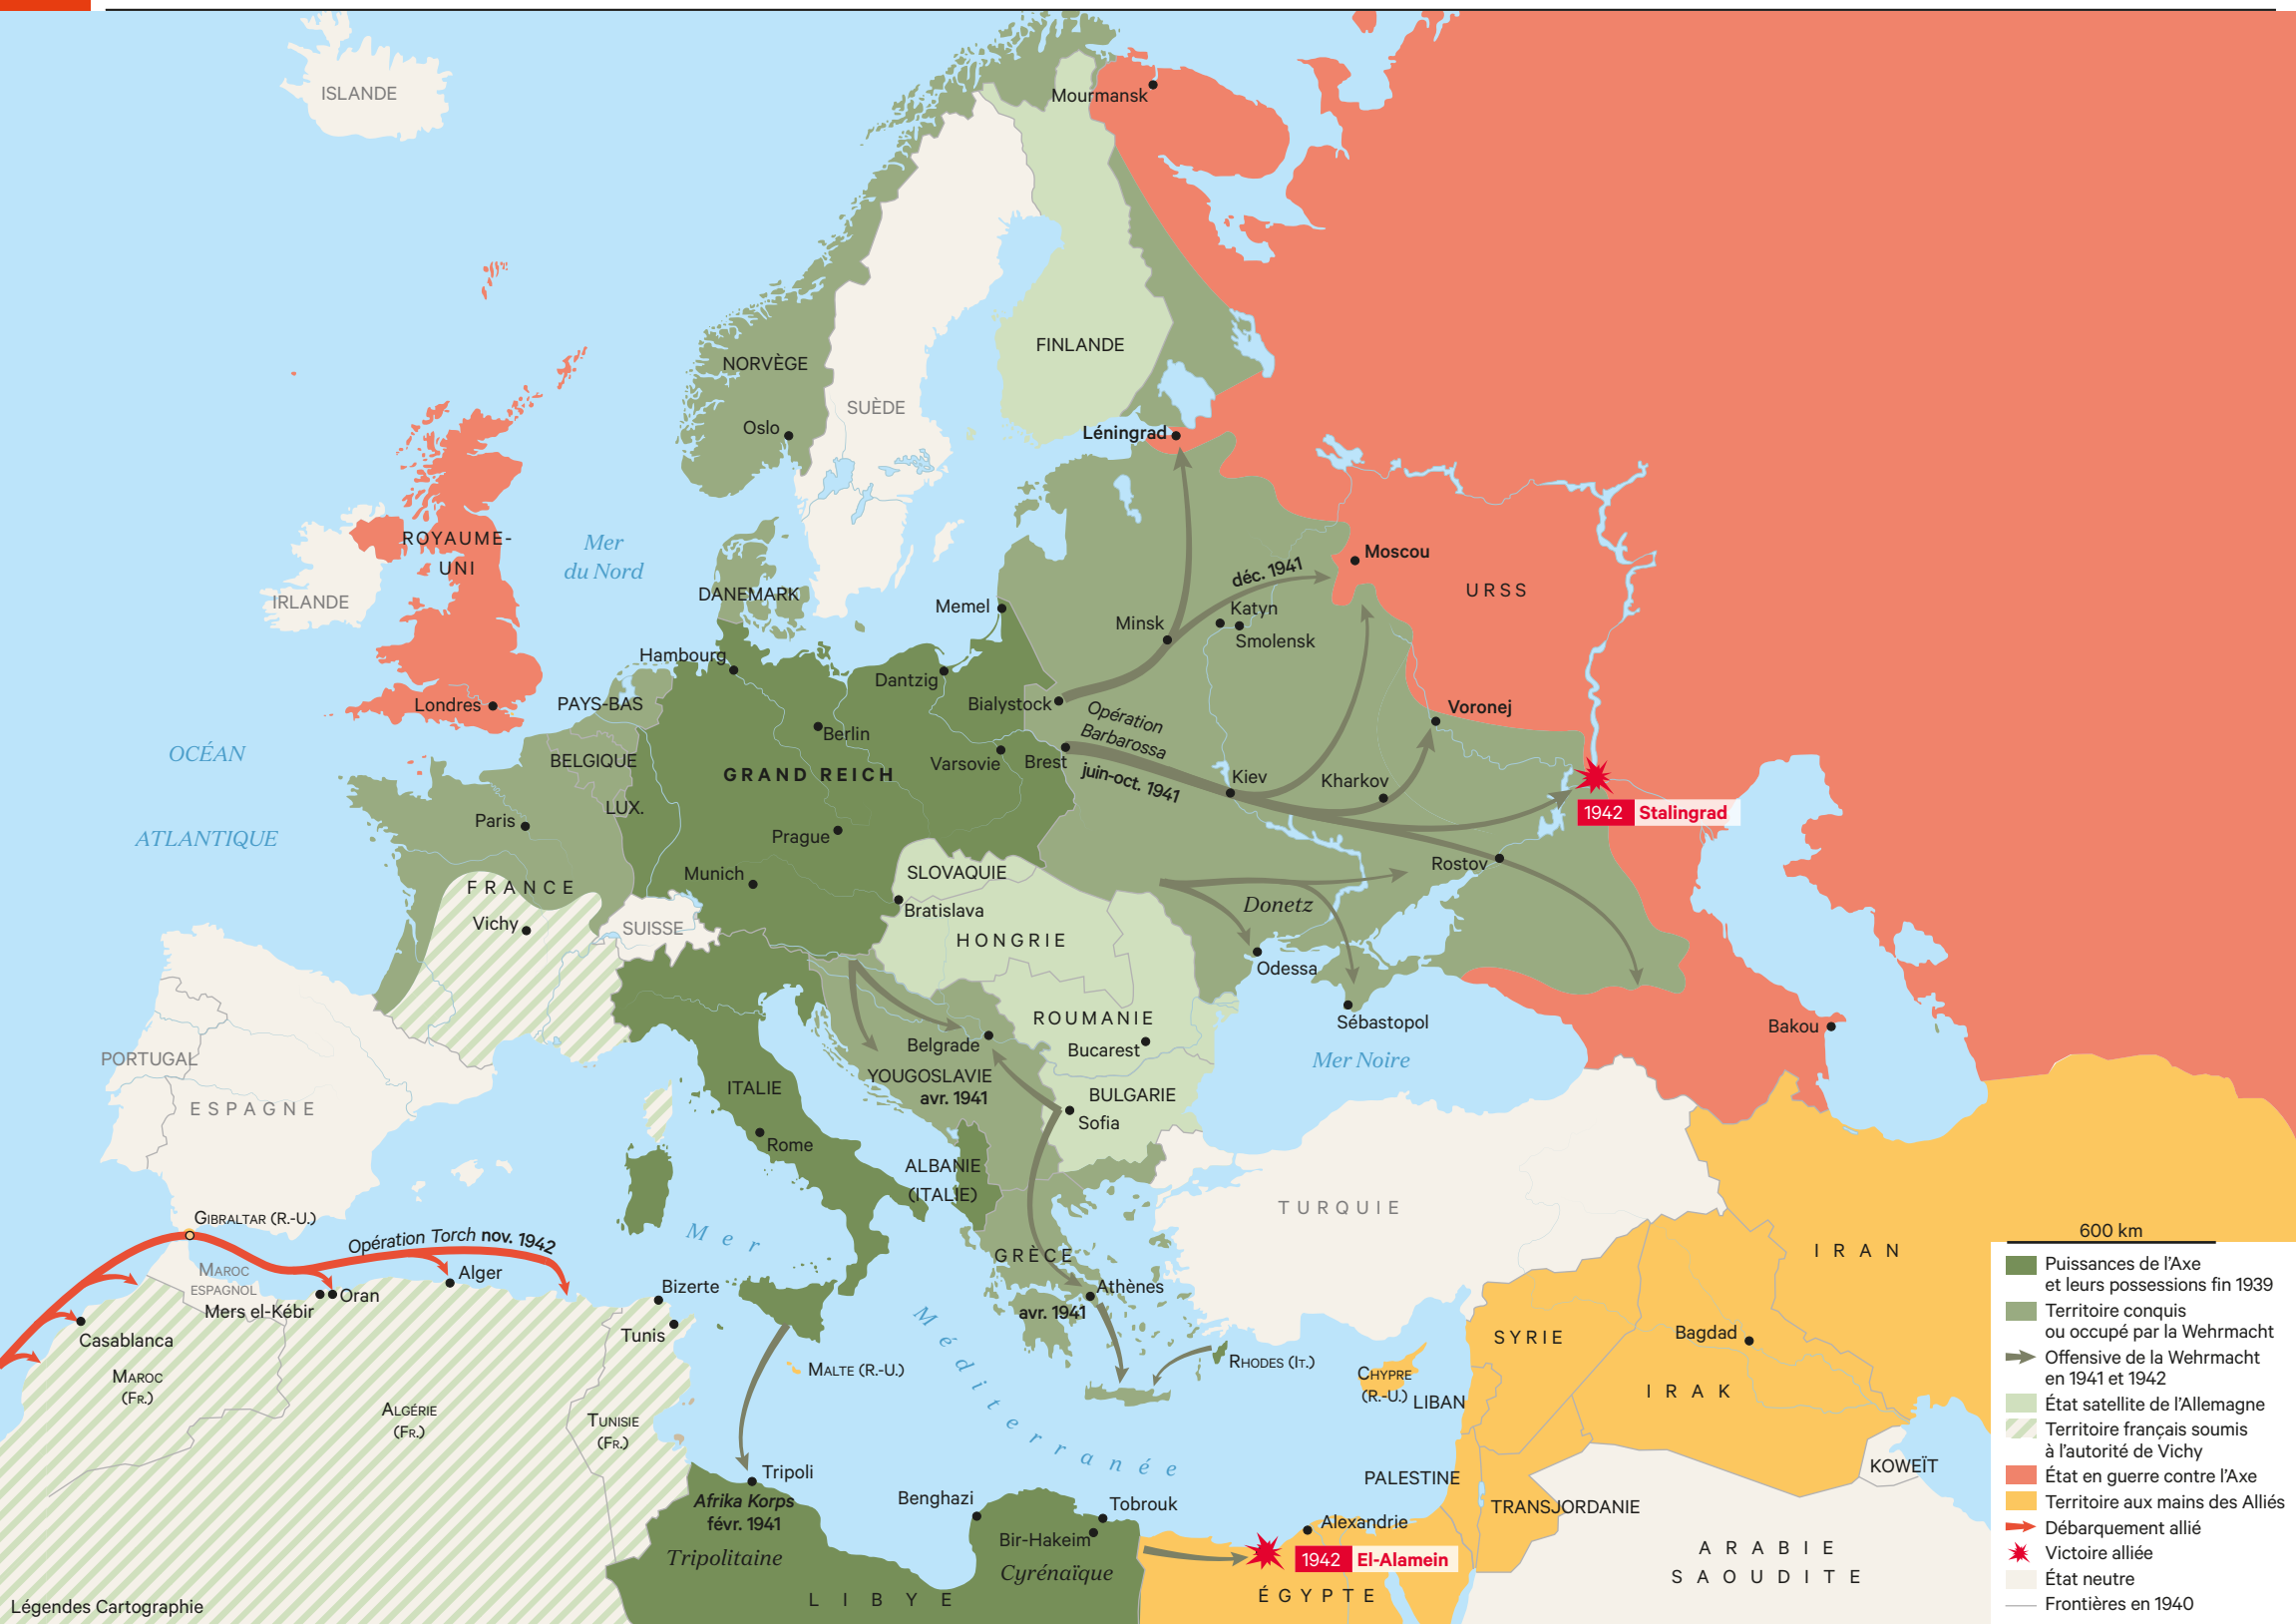 ISLANDE
Mourmansk
FINLANDE
NORVÈGE
SUÈDE
Oslo
Léningrad
ROYAUME-
UNI
Mer
du Nord
Moscou
URSS
déc. 1941
IRLANDE
DANEMARK
Memel
Katyn
Minsk
Smolensk
Hambourg
Dantzig
Londres
PAYS-BAS
Bialystock
Opération
Barbarossa
juin-oct. 1941
Voronej
OCÉAN
ATLANTIQUE
Berlin
BELGIQUE
GRAND REICH
Varsovie
Brest
Kiev
Kharkov
LUX.
Paris
Prague
1942 Stalingrad
Munich
SLOVAQUIE
Rostov
FRANCE
Vichy
SUISSE
Bratislava
Donetz
HONGRIE
Odessa
ROUMANIE
Sébastopol
Bakou
Belgrade
Bucarest
Mer Noire
PORTUGAL
ESPAGNE
YOUGOSLAVIE
avr. 1941
ITALIE
BULGARIE
Sofia
Rome
ALBANIE
(ITALIE)
TURQUIE
GIBRALTAR (R.-U.)
Opération Torch nov. 1942
Mer
Méditerranée
GRÈCE
IRAN
MAROC
ESPAGNOL
Alger
Bizerte
Athènes
avr. 1941
Mers el-Kébir
Oran
Casablanca
Tunis
SYRIE
Bagdad
MALTE (R.-U.)
RHODES (IT.)
CHYPRE
(R.-U.)
LIBAN
IRAK
MAROC
(FR.)
ALGÉRIE
(FR.)
TUNISIE
(FR.)
Tripoli
PALESTINE
KOWEÏT
Afrika Korps
févr. 1941
Benghazi
Tobrouk
TRANSJORDANIE
Bir-Hakeim
Alexandrie
Tripolitaine
Cyrénaïque
1942 El-Alamein
ARABIE
SAOUDITE
LIBYE
ÉGYPTE
Légendes Cartographie
600 km
Puissances de l'Axe
et leurs possessions fin 1939
Territoire conquis
ou occupé par la Wehrmacht
Offensive de la Wehrmacht
en 1941 et 1942
État satellite de l'Allemagne
Territoire français soumis
à l'autorité de Vichy
État en guerre contre l'Axe
Territoire aux mains des Alliés
Débarquement allié
Victoire alliée
État neutre
Frontières en 1940